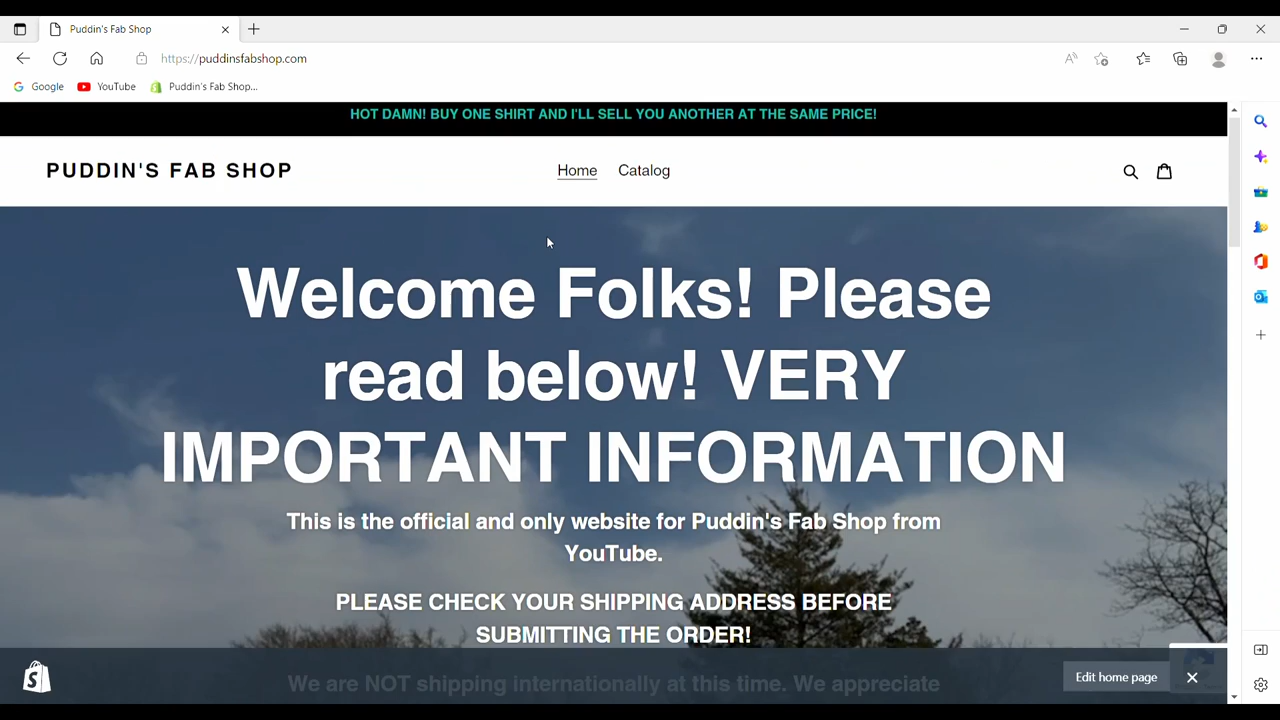 Puddin's Fab Shop
https://puddinsfabshop.com
Google YouTube Puddin's Fab Shop...
HOT DAMN! BUY ONE SHIRT AND I'LL SELL YOU ANOTHER AT THE SAME PRICE!
PUDDIN'S FAB SHOP Home Catalog
Welcome Folks! Please
read below! VERY
IMPORTANT INFORMATION
This is the official and only website for Puddin's Fab Shop from
YouTube.
PLEASE CHECK YOUR SHIPPING ADDRESS BEFORE
SUBMITTING THE ORDER!
We are NOT shipping internationally at this time. We appreciate
Edit home page